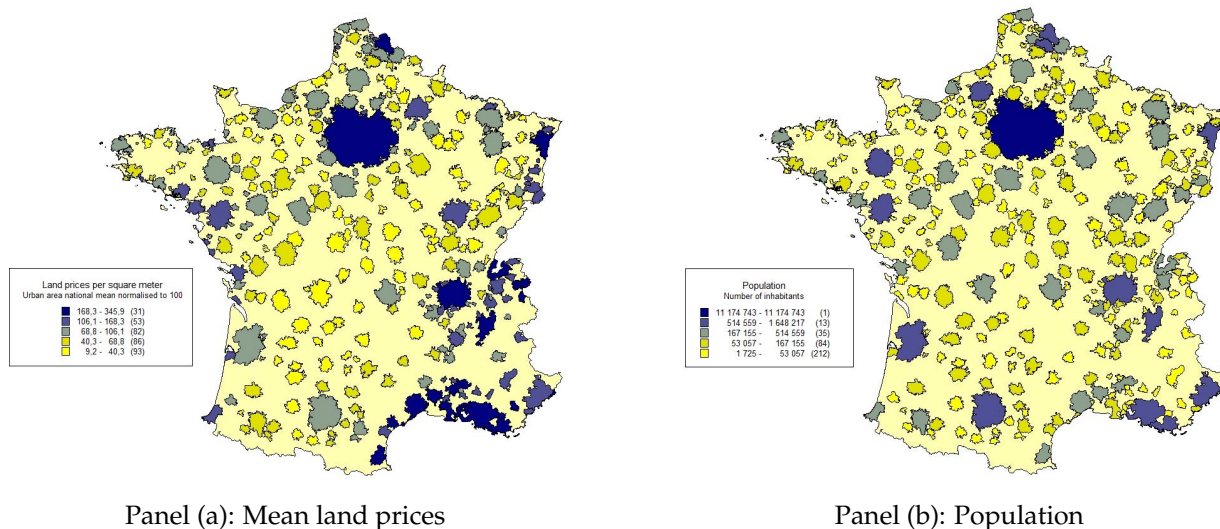 Land prices per square meter
Urban area national mean normalised to 100
168,3 - 345,9 (31)
106,1 - 168,3 (53)
68,8 - 106,1 (82)
40,3 - 68,8 (86)
9,2 - 40,3 (93)
Population
Number of inhabitants
11 174 743 - 11 174 743 (1)
514 559 - 1 648 217 (13)
167 155 - 514 559 (35)
53 057 - 167 155 (84)
1 725 - 53 057 (212)
Panel (a): Mean land prices
Panel (b): Population